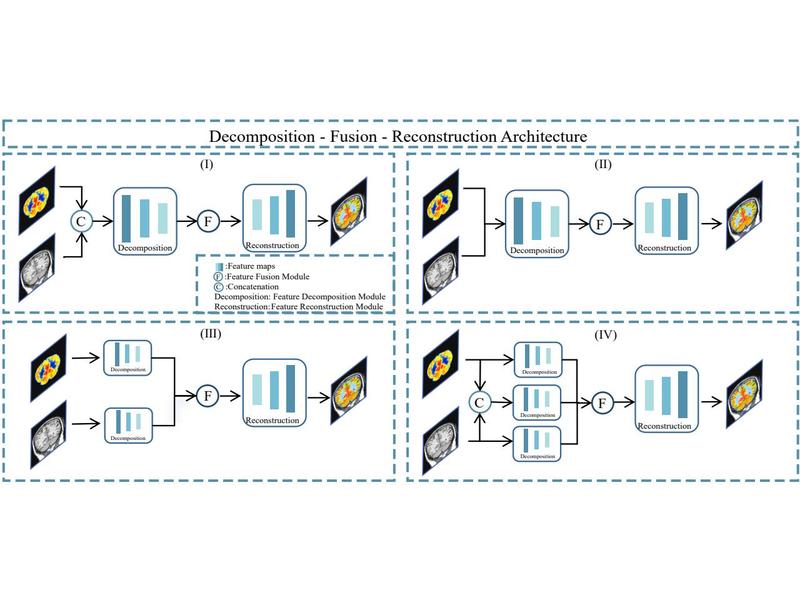 Decomposition - Fusion - Reconstruction Architecture
(I)
C
Decomposition
F
Reconstruction
:Feature maps
F :Feature Fusion Module
C :Concatenation
Decomposition: Feature Decomposition Module
Reconstruction:Feature Reconstruction Module
(II)
Decomposition
F
Reconstruction
(III)
Decomposition
Decomposition
F
Reconstruction
(IV)
C
Decomposition
Decomposition
Decomposition
F
Reconstruction